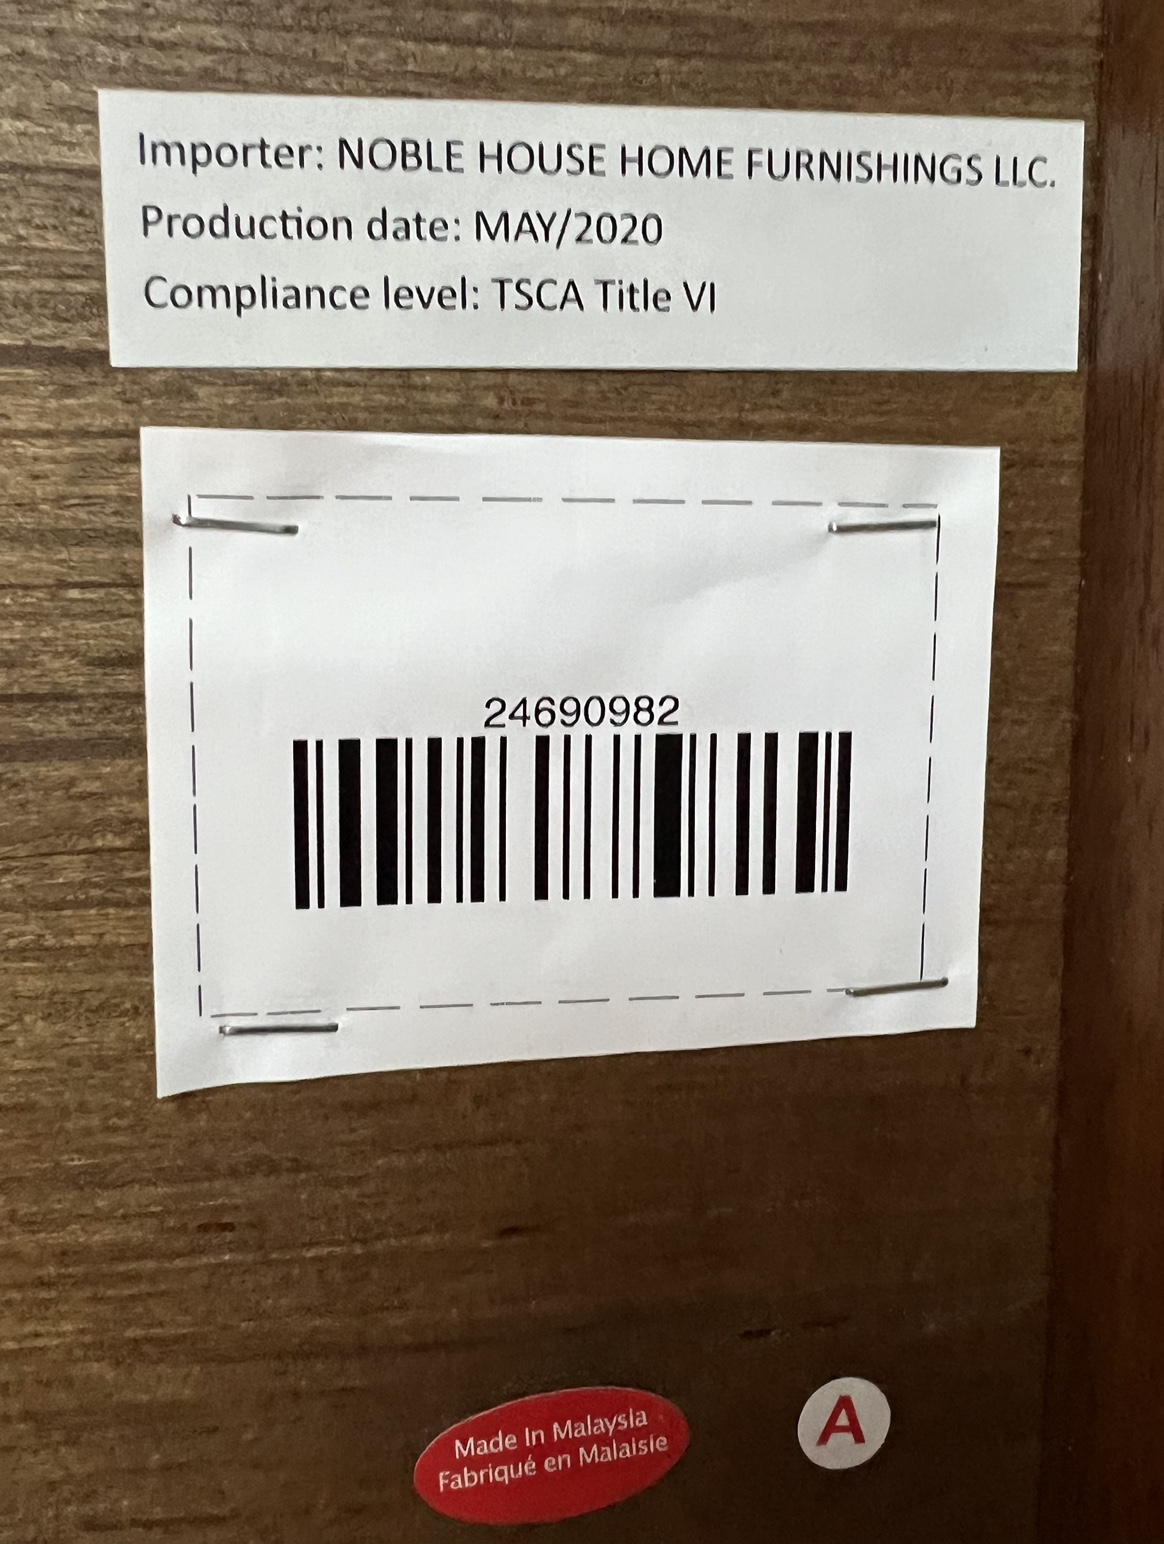 Importer: NOBLE HOUSE HOME FURNISHINGS LLC.
Production date: MAY/2020
Compliance level: TSCA Title VI
24690982
Made In Malaysia
Fabriqué en Malaisie
A